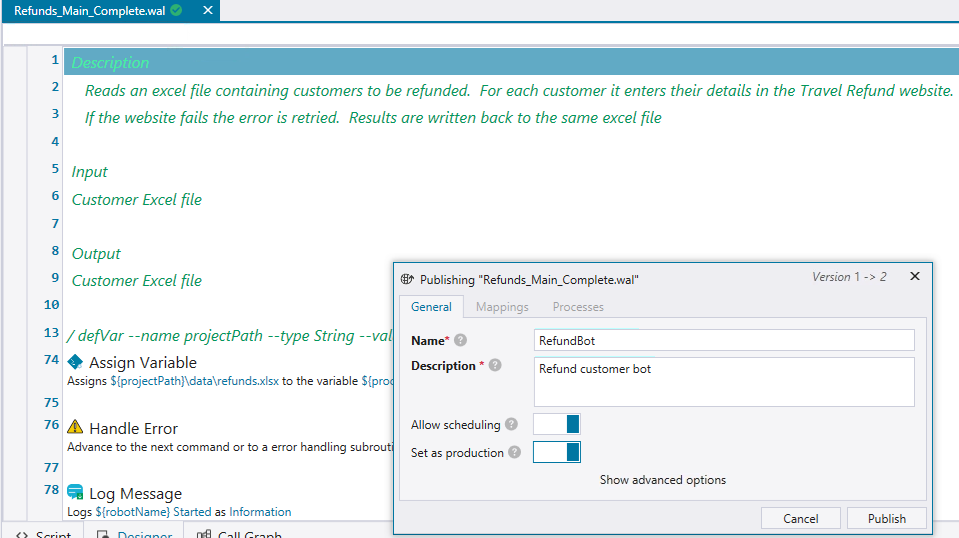 Refunds_Main_Complete.wal
1 Description
2 Reads an excel file containing customers to be refunded. For each customer it enters their details in the Travel Refund website.
3 If the website fails the error is retried. Results are written back to the same excel file
4
5 Input
6 Customer Excel file
7
8 Output
9 Customer Excel file
10
13 / defVar --name projectPath --type String --val
74 Assign Variable
Assigns ${projectPath}\data\refunds.xlsx to the variable ${proc
75
76 Handle Error
Advance to the next command or to a error handling subrouti
77
78 Log Message
Logs ${robotName} Started as Information
Script Designer Call Graph
Publishing "Refunds_Main_Complete.wal" Version 1 -> 2
General Mappings Processes
Name* ? RefundBot
Description * ? Refund customer bot
Allow scheduling ?
Set as production ?
Show advanced options
Cancel Publish